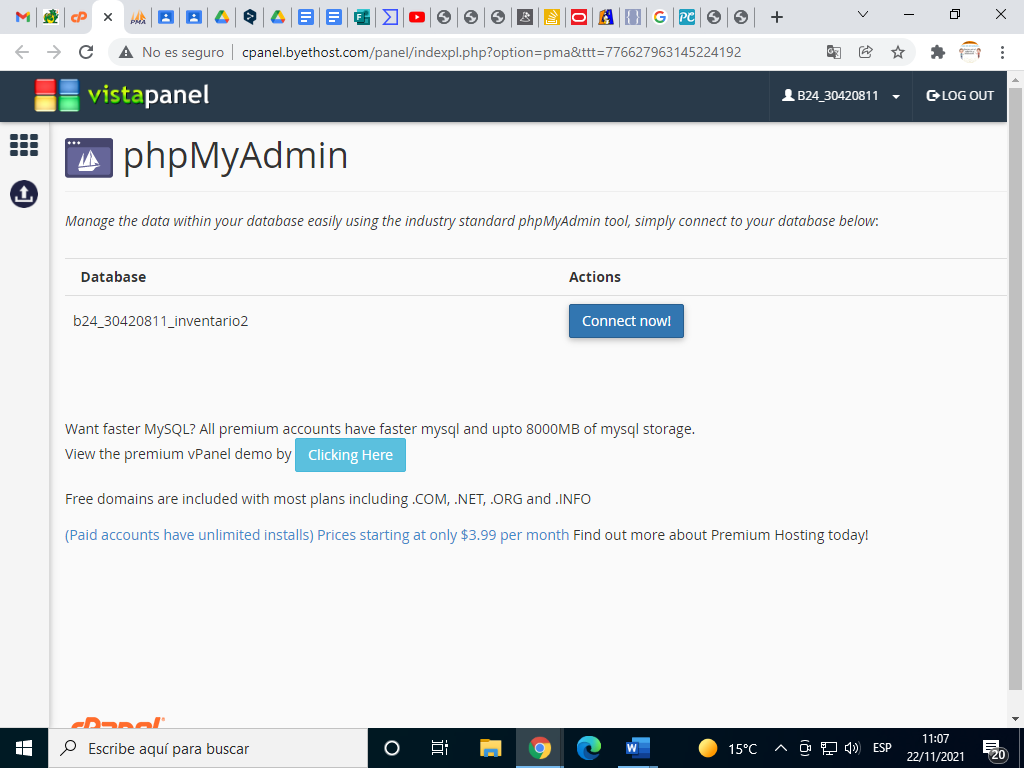 No es seguro
cpanel.byethost.com/panel/indexpl.php?option=pma&ttt=776627963145224192
vistapanel
B24_30420811
LOG OUT
phpMyAdmin
Manage the data within your database easily using the industry standard phpMyAdmin tool, simply connect to your database below:
Database Actions
b24_30420811_inventario2 Connect now!
Want faster MySQL? All premium accounts have faster mysql and upto 8000MB of mysql storage.
View the premium vPanel demo by Clicking Here
Free domains are included with most plans including .COM, .NET, .ORG and .INFO
(Paid accounts have unlimited installs) Prices starting at only $3.99 per month Find out more about Premium Hosting today!
cPanel
Escribe aquí para buscar
15°C
ESP
11:07
22/11/2021
20